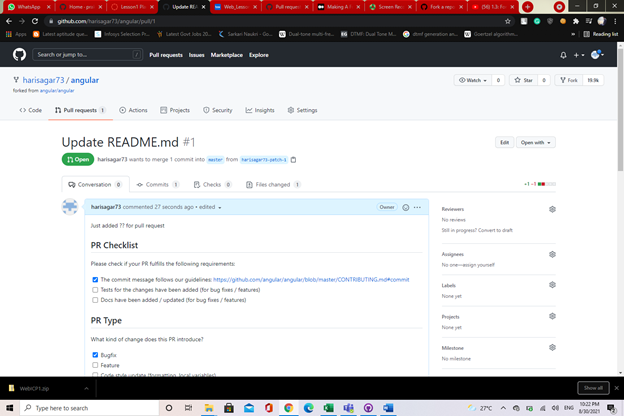 WhatsApp
Home - po
Lesson1 Pr
Update REA
Web_Lesso
Pull reques
Making A P
Screen Rec
Fork a repo
(16) 1.3: Pu
github.com/harisagar73/angular/pull/1
Apps
Latest aptitude que...
Infosys Selection Pr...
Latest Govt Jobs 20...
Sarkari Naukri - Go...
Dual tone multi-fre...
DTMF: Dual Tone M...
dtmf generation an...
Goertzal algorithm...
Reading list
Search or jump to...
Pull requests
Issues
Marketplace
Explore
harisagar73 / angular
forked from angular/angular
Watch 0
Star 0
Fork 19.9k
Code
Pull requests 1
Actions
Projects
Security
Insights
Settings
Update README.md #1
Edit
Open with
Open
harisagar73 wants to merge 1 commit into master from harisagar73-patch-1
Conversation 0
Commits 1
Checks 0
Files changed 1
+1 −1
harisagar73 commented 27 seconds ago • edited
Owner
Just added ?? for pull request
PR Checklist
Please check if your PR fulfills the following requirements:
The commit message follows our guidelines: https://github.com/angular/angular/blob/master/CONTRIBUTING.md#commit
Tests for the changes have been added (for bug fixes / features)
Docs have been added / updated (for bug fixes / features)
PR Type
What kind of change does this PR introduce?
Bugfix
Feature
Code style update (formatting, local variables)
Reviewers
No reviews
Still in progress? Convert to draft
Assignees
No one—assign yourself
Labels
None yet
Projects
None yet
Milestone
No milestone
WebIICP1.zip
Show all
Type here to search
27°C
ENG
10:22 PM
8/30/2021